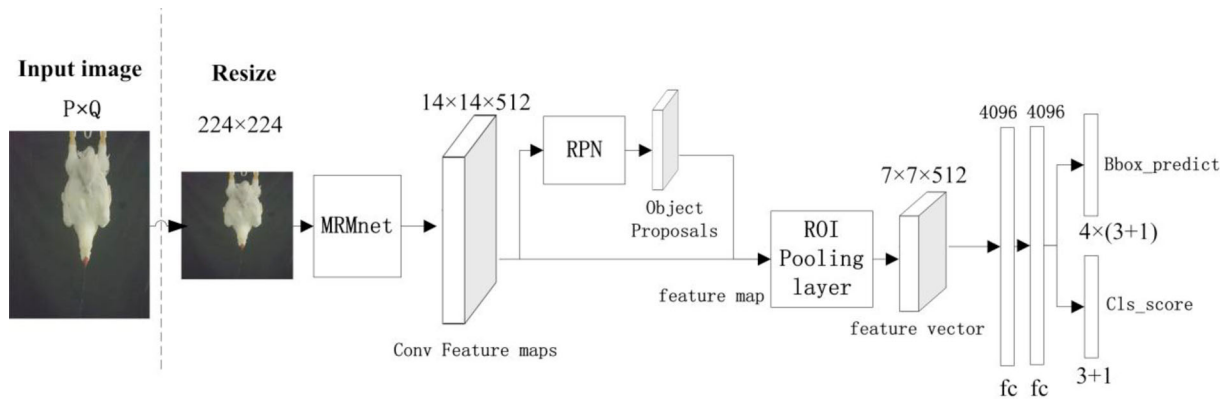 Input image
P×Q
Resize
224×224
MRMnet
14×14×512
Conv Feature maps
RPN
Object
Proposals
feature map
ROI
Pooling
layer
7×7×512
feature vector
4096
4096
fc
fc
Bbox_predict
4×(3+1)
Cls_score
3+1